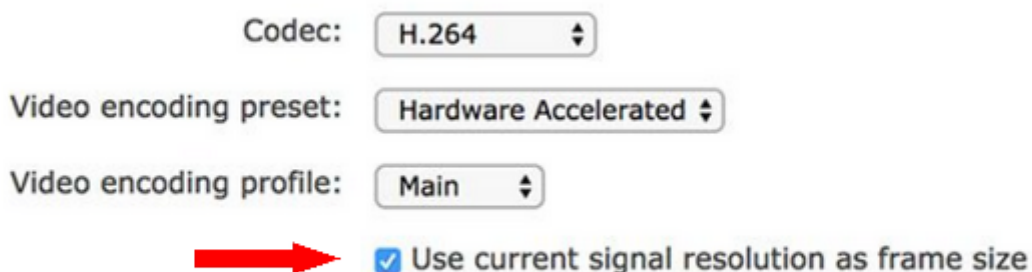 Codec: H.264
Video encoding preset: Hardware Accelerated
Video encoding profile: Main
Use current signal resolution as frame size